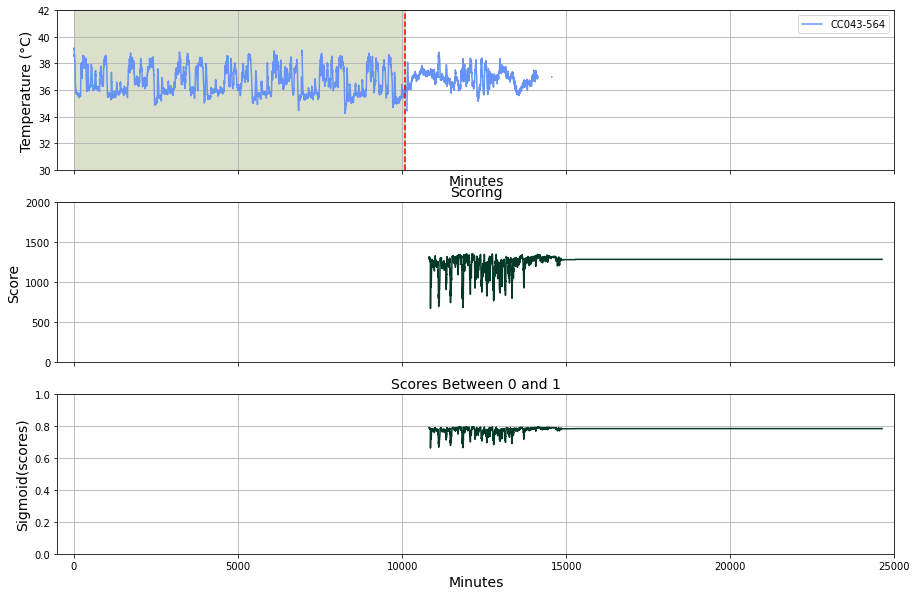 42
40
38
36
34
32
30
Temperature (°C)
CC043-564
Minutes
Scoring
2000
1500
1000
500
0
Score
Scores Between 0 and 1
1.0
0.8
0.6
0.4
0.2
0.0
Sigmoid(scores)
0 5000 10000 15000 20000 25000
Minutes